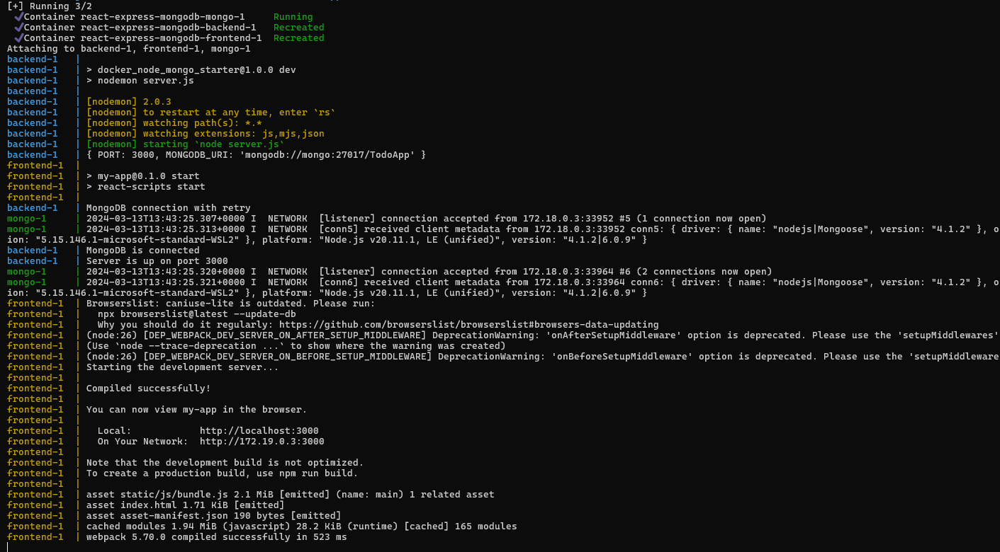 [+] Running 3/2
✔Container react-express-mongodb-mongo-1     Running
✔Container react-express-mongodb-backend-1   Recreated
✔Container react-express-mongodb-frontend-1  Recreated
Attaching to backend-1, frontend-1, mongo-1
backend-1   |
backend-1   | > docker_node_mongo_starter@1.0.0 dev
backend-1   | > nodemon server.js
backend-1   |
backend-1   | [nodemon] 2.0.3
backend-1   | [nodemon] to restart at any time, enter `rs`
backend-1   | [nodemon] watching path(s): *.*
backend-1   | [nodemon] watching extensions: js,mjs,json
backend-1   | [nodemon] starting `node server.js`
backend-1   | { PORT: 3000, MONGODB_URI: 'mongodb://mongo:27017/TodoApp' }
frontend-1  |
frontend-1  | > my-app@0.1.0 start
frontend-1  | > react-scripts start
frontend-1  |
backend-1   | MongoDB connection with retry
mongo-1     | 2024-03-13T13:43:25.307+0000 I  NETWORK  [listener] connection accepted from 172.18.0.3:33952 #5 (1 connection now open)
mongo-1     | 2024-03-13T13:43:25.313+0000 I  NETWORK  [conn5] received client metadata from 172.18.0.3:33952 conn5: { driver: { name: "nodejs|Mongoose", version: "4.1.2" }, o
ion: "5.15.146.1-microsoft-standard-WSL2" }, platform: "Node.js v20.11.1, LE (unified)", version: "4.1.2|6.0.9" }
backend-1   | MongoDB is connected
backend-1   | Server is up on port 3000
mongo-1     | 2024-03-13T13:43:25.320+0000 I  NETWORK  [listener] connection accepted from 172.18.0.3:33964 #6 (2 connections now open)
mongo-1     | 2024-03-13T13:43:25.321+0000 I  NETWORK  [conn6] received client metadata from 172.18.0.3:33964 conn6: { driver: { name: "nodejs|Mongoose", version: "4.1.2" }, o
ion: "5.15.146.1-microsoft-standard-WSL2" }, platform: "Node.js v20.11.1, LE (unified)", version: "4.1.2|6.0.9" }
frontend-1  | Browserslist: caniuse-lite is outdated. Please run:
frontend-1  |   npx browserslist@latest --update-db
frontend-1  |   Why you should do it regularly: https://github.com/browserslist/browserslist#browsers-data-updating
frontend-1  | (node:26) [DEP_WEBPACK_DEV_SERVER_ON_AFTER_SETUP_MIDDLEWARE] DeprecationWarning: 'onAfterSetupMiddleware' option is deprecated. Please use the 'setupMiddlewares'
frontend-1  | (Use `node --trace-deprecation ...` to show where the warning was created)
frontend-1  | (node:26) [DEP_WEBPACK_DEV_SERVER_ON_BEFORE_SETUP_MIDDLEWARE] DeprecationWarning: 'onBeforeSetupMiddleware' option is deprecated. Please use the 'setupMiddleware
frontend-1  | Starting the development server...
frontend-1  |
frontend-1  | Compiled successfully!
frontend-1  |
frontend-1  | You can now view my-app in the browser.
frontend-1  |
frontend-1  |   Local:            http://localhost:3000
frontend-1  |   On Your Network:  http://172.19.0.3:3000
frontend-1  |
frontend-1  | Note that the development build is not optimized.
frontend-1  | To create a production build, use npm run build.
frontend-1  |
frontend-1  | asset static/js/bundle.js 2.1 MiB [emitted] (name: main) 1 related asset
frontend-1  | asset index.html 1.71 KiB [emitted]
frontend-1  | asset asset-manifest.json 190 bytes [emitted]
frontend-1  | cached modules 1.94 MiB (javascript) 28.2 KiB (runtime) [cached] 165 modules
frontend-1  | webpack 5.70.0 compiled successfully in 523 ms